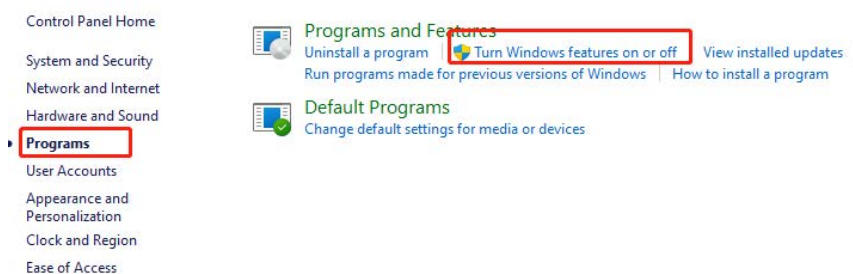 Control Panel Home
System and Security
Network and Internet
Hardware and Sound
Programs
User Accounts
Appearance and
Personalization
Clock and Region
Ease of Access
Programs and Features
Uninstall a program Turn Windows features on or off View installed updates
Run programs made for previous versions of Windows How to install a program
Default Programs
Change default settings for media or devices